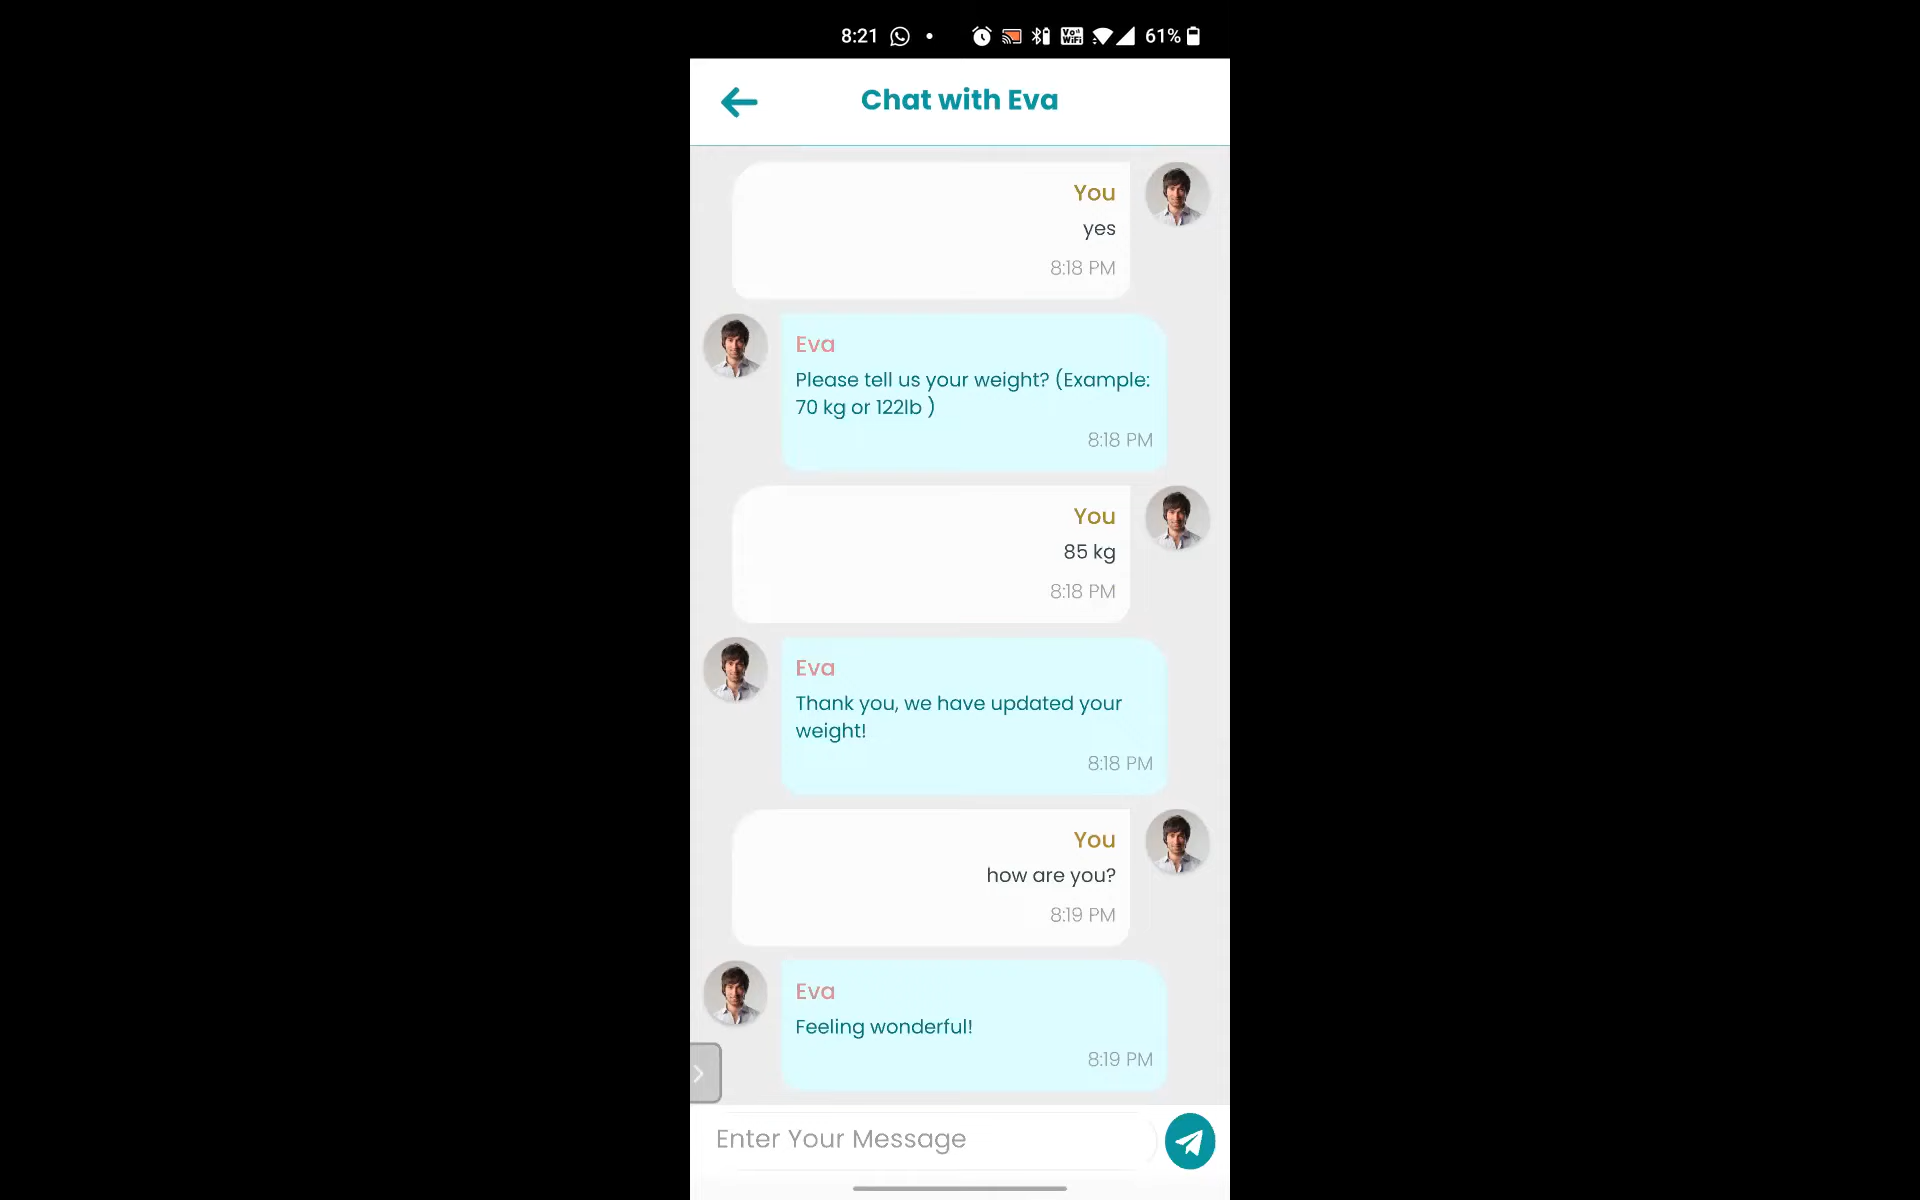 8:21
Vo
WiFi
61%
Chat with Eva
You
yes
8:18 PM
Eva
Please tell us your weight? (Example:
70 kg or 122lb )
8:18 PM
You
85 kg
8:18 PM
Eva
Thank you, we have updated your
weight!
8:18 PM
You
how are you?
8:19 PM
Eva
Feeling wonderful!
8:19 PM
Enter Your Message